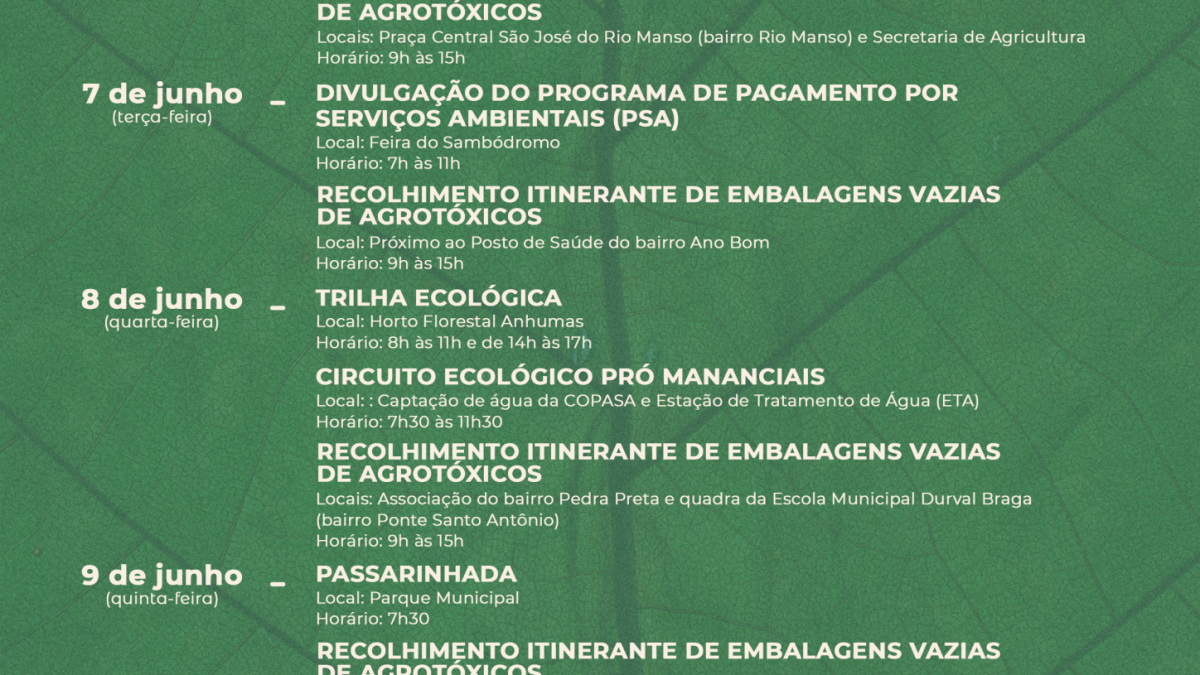 DE AGROTÓXICOS
Locais: Praça Central São José do Rio Manso (bairro Rio Manso) e Secretaria de Agricultura
Horário: 9h às 15h
7 de junho –
(terça-feira)
DIVULGAÇÃO DO PROGRAMA DE PAGAMENTO POR
SERVIÇOS AMBIENTAIS (PSA)
Local: Feira do Sambódromo
Horário: 7h às 11h
RECOLHIMENTO ITINERANTE DE EMBALAGENS VAZIAS
DE AGROTÓXICOS
Local: Próximo ao Posto de Saúde do bairro Ano Bom
Horário: 9h às 15h
8 de junho –
(quarta-feira)
TRILHA ECOLÓGICA
Local: Horto Florestal Anhumas
Horário: 8h às 11h e de 14h às 17h
CIRCUITO ECOLÓGICO PRÓ MANANCIAIS
Local: : Captação de água da COPASA e Estação de Tratamento de Água (ETA)
Horário: 7h30 às 11h30
RECOLHIMENTO ITINERANTE DE EMBALAGENS VAZIAS
DE AGROTÓXICOS
Locais: Associação do bairro Pedra Preta e quadra da Escola Municipal Durval Braga
(bairro Ponte Santo Antônio)
Horário: 9h às 15h
9 de junho –
(quinta-feira)
PASSARINHADA
Local: Parque Municipal
Horário: 7h30
RECOLHIMENTO ITINERANTE DE EMBALAGENS VAZIAS
DE AGROTÓXICOS